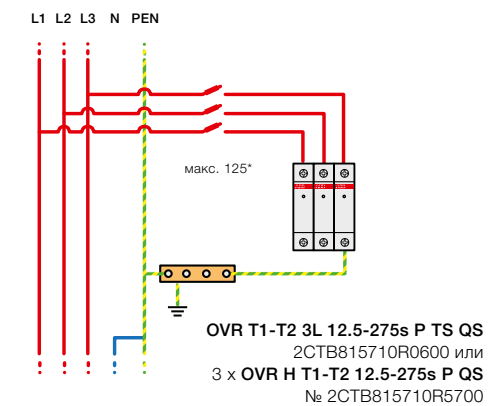 L1 L2 L3 N PEN
макс. 125*
OVR T1-T2 3L 12.5-275s P TS QS
2CTB815710R0600 или
3 x OVR H T1-T2 12.5-275s P QS
№ 2CTB815710R5700